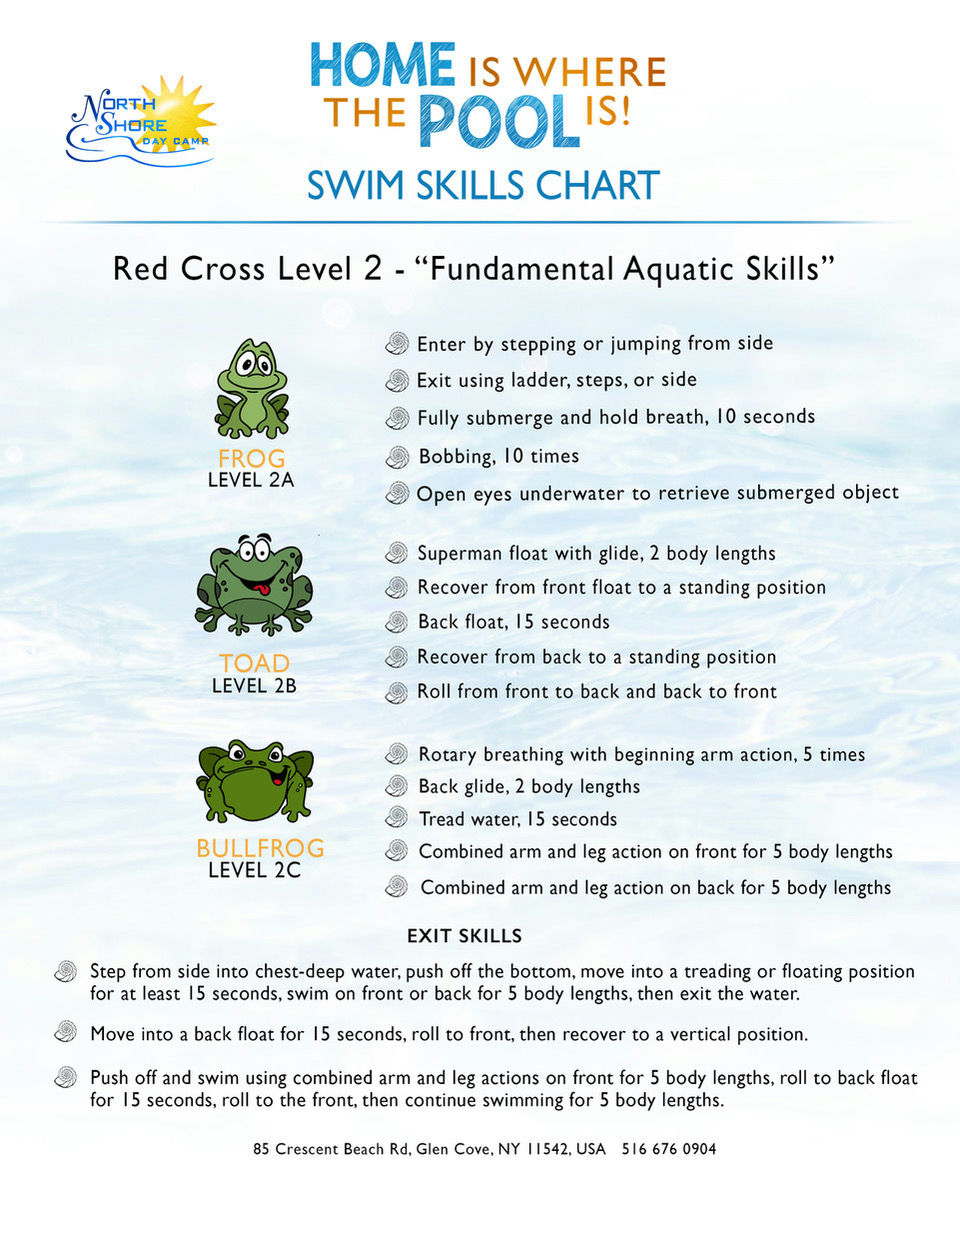 North
Shore
Day Camp
HOME IS WHERE
THE POOL IS!
SWIM SKILLS CHART
Red Cross Level 2 - “Fundamental Aquatic Skills”
FROG
LEVEL 2A
Enter by stepping or jumping from side
Exit using ladder, steps, or side
Fully submerge and hold breath, 10 seconds
Bobbing, 10 times
Open eyes underwater to retrieve submerged object
TOAD
LEVEL 2B
Superman float with glide, 2 body lengths
Recover from front float to a standing position
Back float, 15 seconds
Recover from back to a standing position
Roll from front to back and back to front
BULLFROG
LEVEL 2C
Rotary breathing with beginning arm action, 5 times
Back glide, 2 body lengths
Tread water, 15 seconds
Combined arm and leg action on front for 5 body lengths
Combined arm and leg action on back for 5 body lengths
EXIT SKILLS
Step from side into chest-deep water, push off the bottom, move into a treading or floating position
for at least 15 seconds, swim on front or back for 5 body lengths, then exit the water.
Move into a back float for 15 seconds, roll to front, then recover to a vertical position.
Push off and swim using combined arm and leg actions on front for 5 body lengths, roll to back float
for 15 seconds, roll to the front, then continue swimming for 5 body lengths.
85 Crescent Beach Rd, Glen Cove, NY 11542, USA 516 676 0904